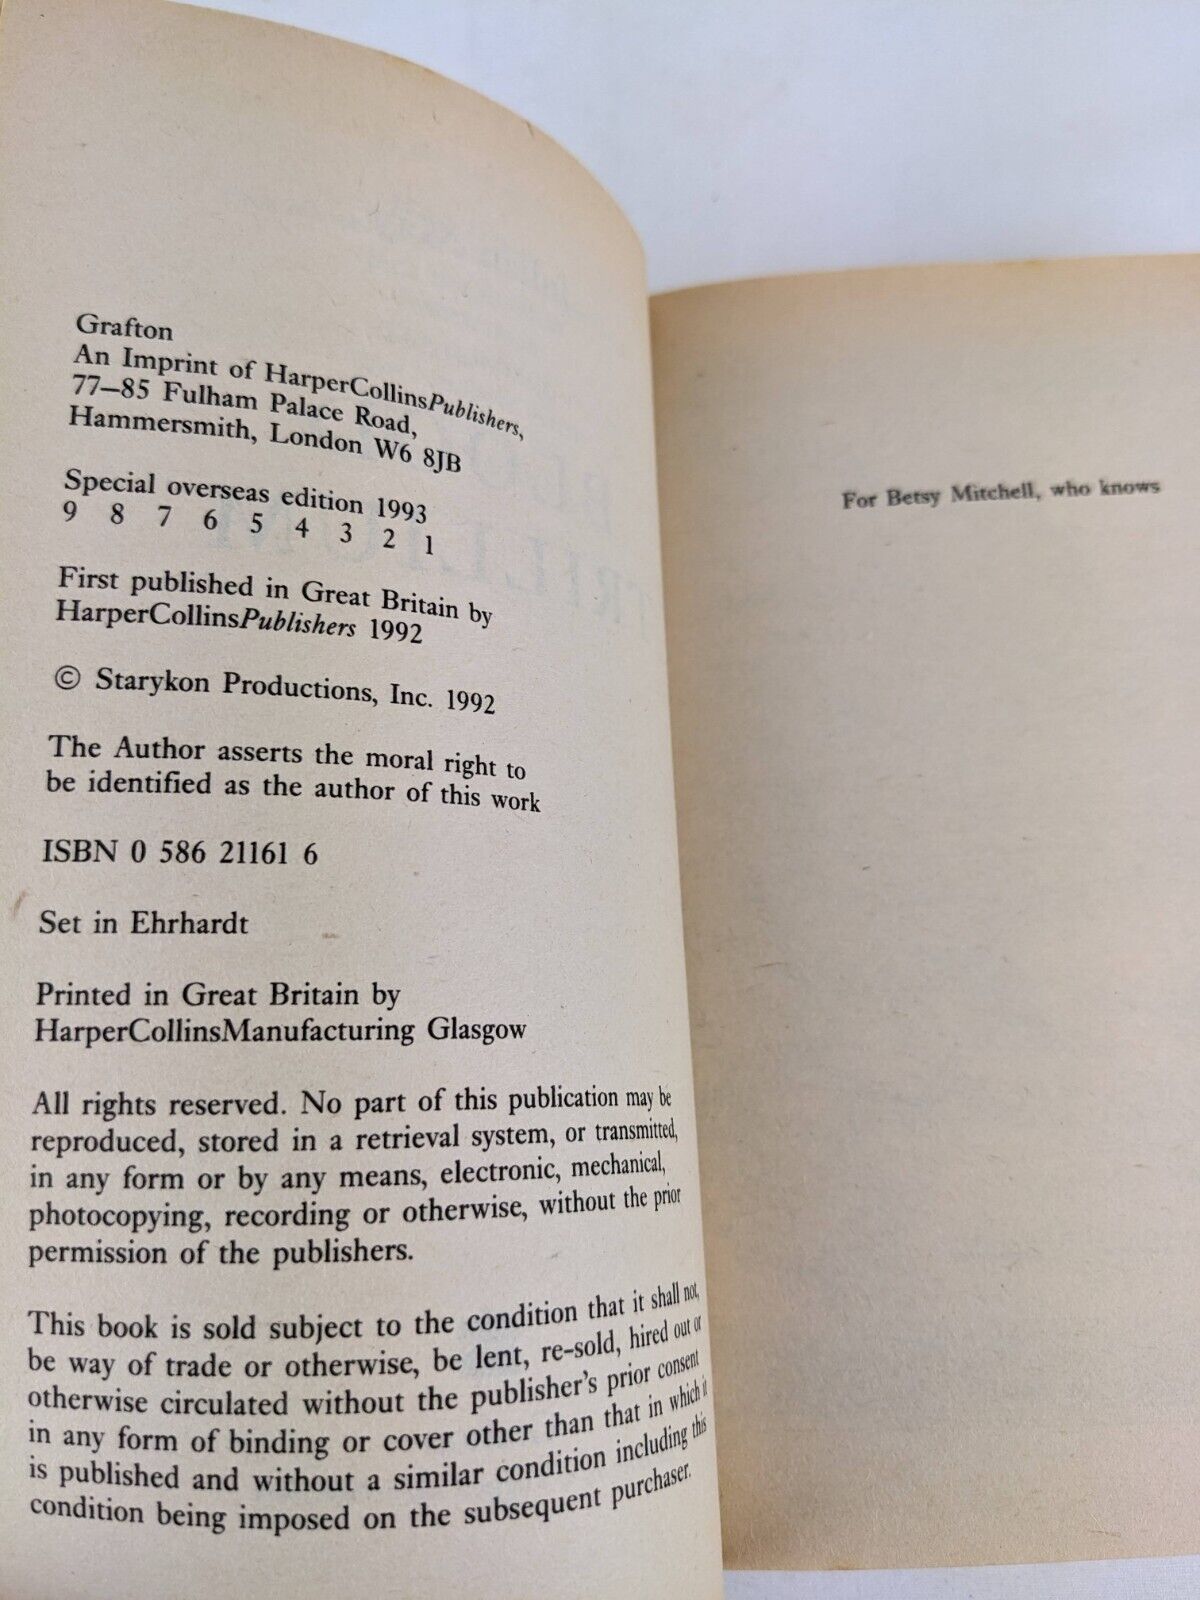 Grafton
An Imprint of HarperCollinsPublishers,
77–85 Fulham Palace Road,
Hammersmith, London W6 8JB
Special overseas edition 1993
9 8 7 6 5 4 3 2 1
First published in Great Britain by
HarperCollinsPublishers 1992
© Starykon Productions, Inc. 1992
The Author asserts the moral right to
be identified as the author of this work
ISBN 0 586 21161 6
Set in Ehrhardt
Printed in Great Britain by
HarperCollinsManufacturing Glasgow
All rights reserved. No part of this publication may be
reproduced, stored in a retrieval system, or transmitted,
in any form or by any means, electronic, mechanical,
photocopying, recording or otherwise, without the prior
permission of the publishers.
This book is sold subject to the condition that it shall not,
be way of trade or otherwise, be lent, re-sold, hired out or
otherwise circulated without the publisher's prior consent
in any form of binding or cover other than that in which it
is published and without a similar condition including this
condition being imposed on the subsequent purchaser.
For Betsy Mitchell, who knows